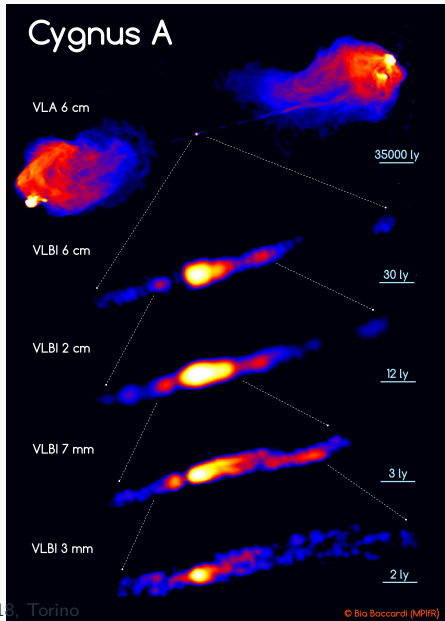 Cygnus A
VLA 6 cm
35000 ly
VLBI 6 cm
30 ly
VLBI 2 cm
12 ly
VLBI 7 mm
3 ly
VLBI 3 mm
2 ly
18, Torino
© Bia Boccardi (MPIfR)